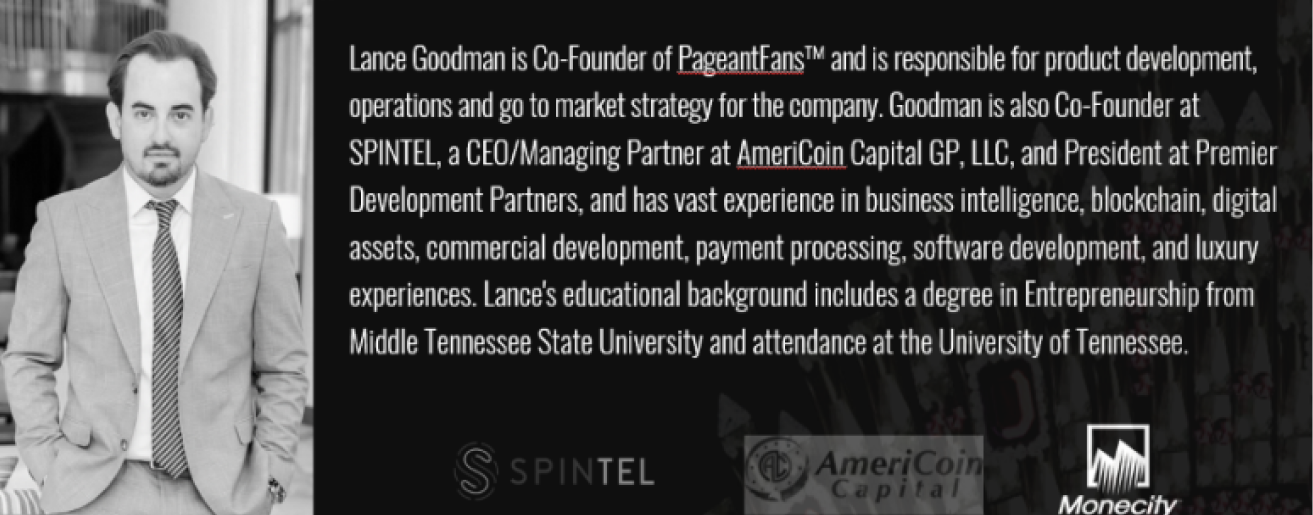 Lance Goodman is Co-Founder of PageantFans™ and is responsible for product development,
operations and go to market strategy for the company. Goodman is also Co-Founder at
SPINTEL, a CEO/Managing Partner at AmeriCoin Capital GP, LLC, and President at Premier
Development Partners, and has vast experience in business intelligence, blockchain, digital
assets, commercial development, payment processing, software development, and luxury
experiences. Lance's educational background includes a degree in Entrepreneurship from
Middle Tennessee State University and attendance at the University of Tennessee.
SPINTEL
AC AmeriCoin
Capital
Monecity